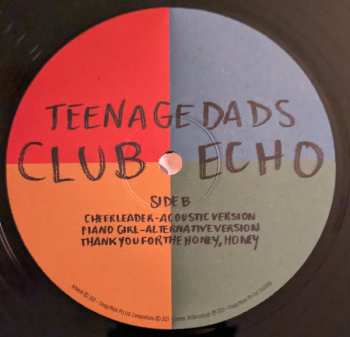 TEENAGE DADS
CLUB ECHO
SIDE B
CHEERLEADER-ACOUSTIC VERSION
PIANO GIRL-ALTERNATIVE VERSION
THANK YOU FOR THE HONEY, HONEY